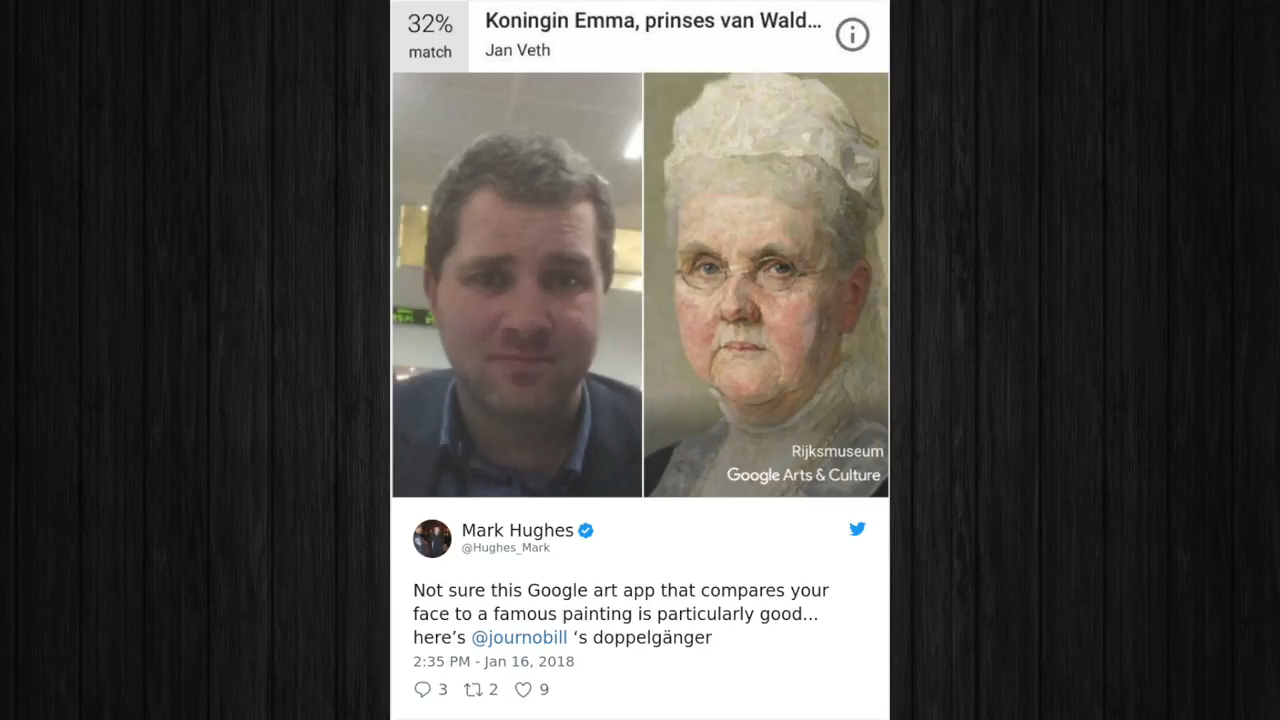 32%
match
Koningin Emma, prinses van Wald...
Jan Veth
Rijksmuseum
Google Arts & Culture
Mark Hughes
@Hughes_Mark
Not sure this Google art app that compares your
face to a famous painting is particularly good...
here’s @journobill ‘s doppelgänger
2:35 PM - Jan 16, 2018
3 2 9